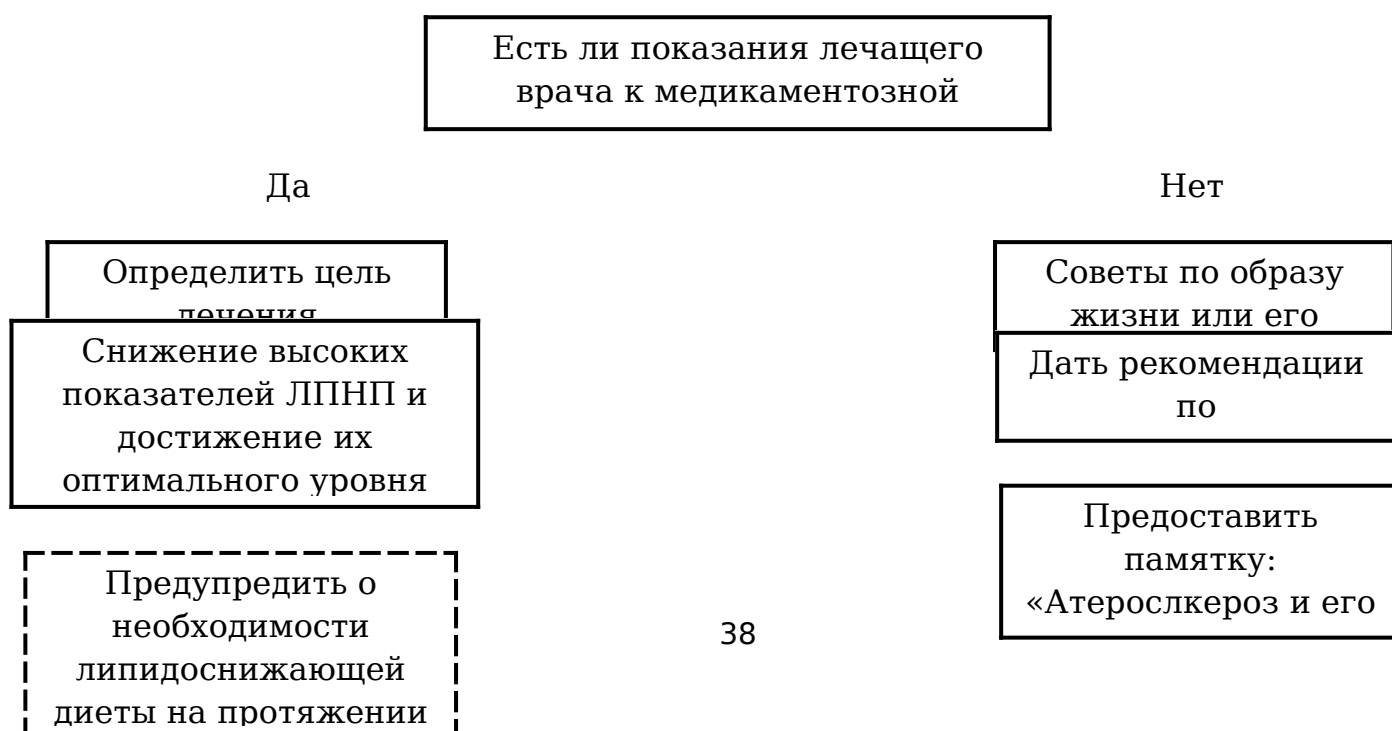 Есть ли показания лечащего
врача к медикаментозной
Да
Нет
Определить цель
лечения
Снижение высоких
показателей ЛПНП и
достижение их
оптимального уровня
Предупредить о
необходимости
липидоснижающей
диеты на протяжении
Советы по образу
жизни или его
Дать рекомендации
по
Предоставить
памятку:
«Атерослкероз и его
38